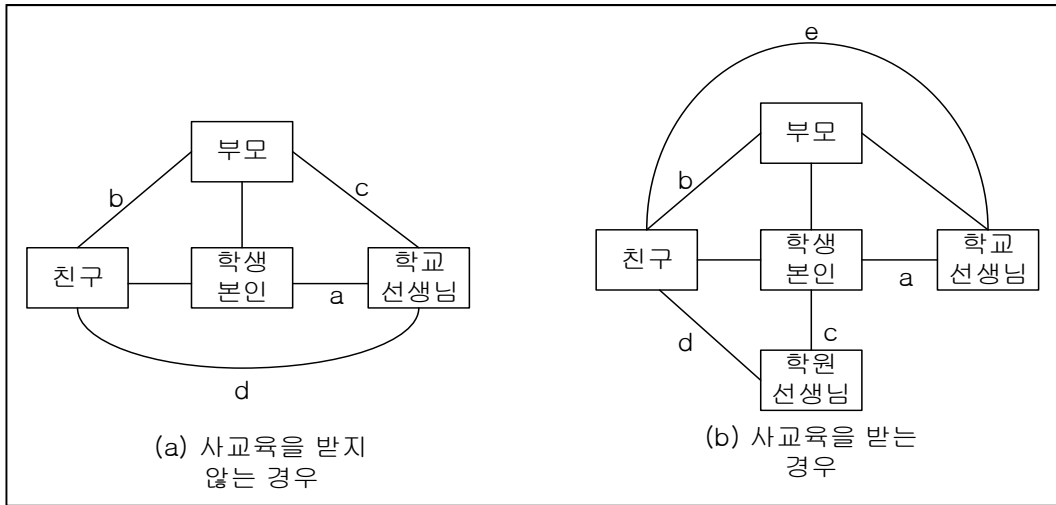 부모
b
c
친구
학생
본인
a
학교
선생님
d
(a) 사교육을 받지
않는 경우
e
부모
b
친구
학생
본인
a
학교
선생님
d
c
학원
선생님
(b) 사교육을 받는
경우